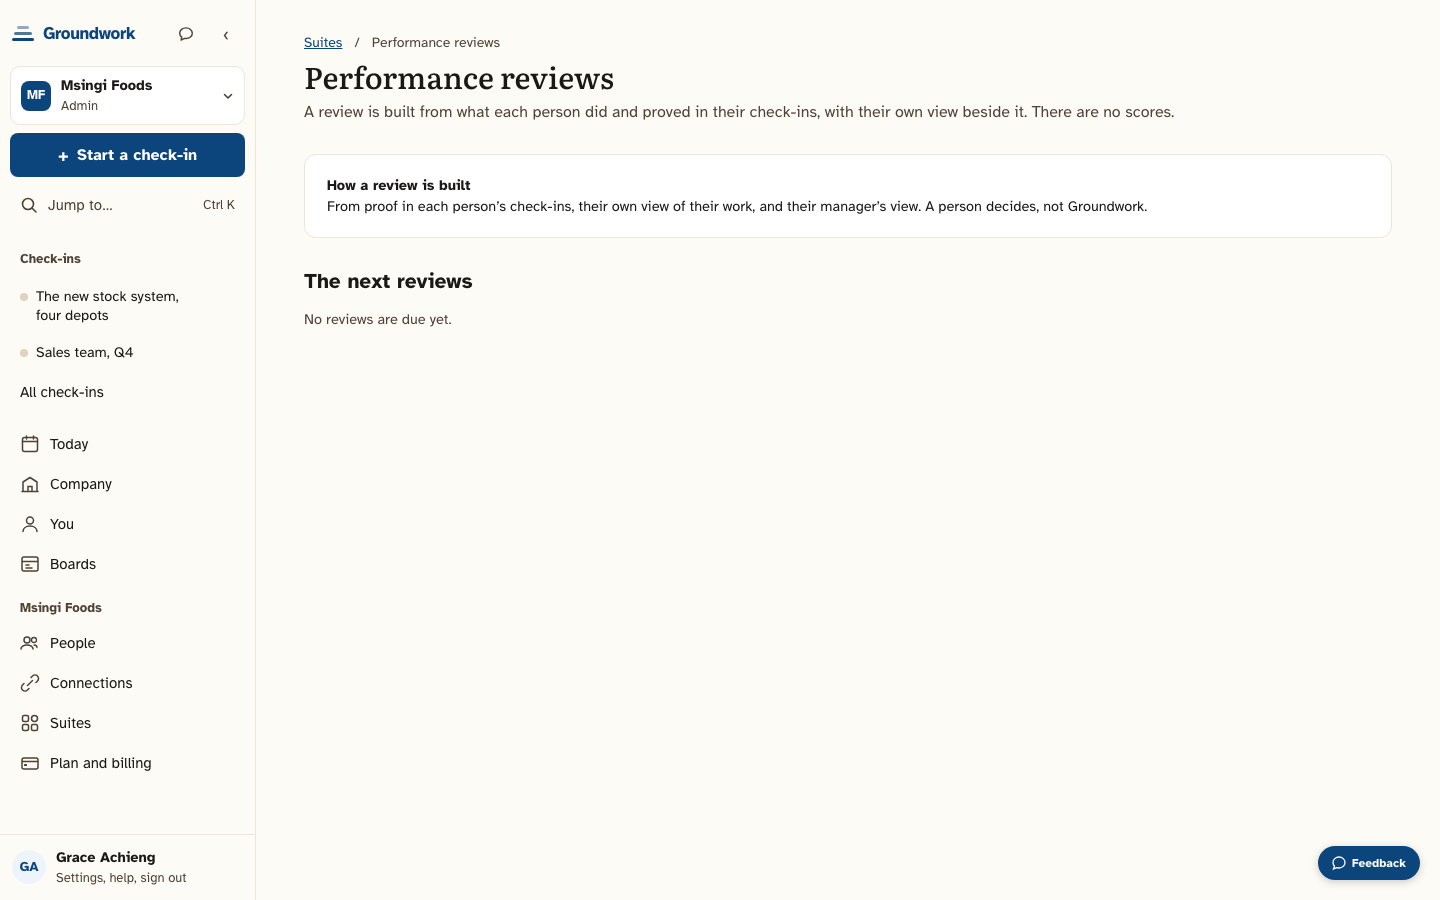 Groundwork
MF
Msingi Foods
Admin
+ Start a check-in
Jump to...
Ctrl K
Check-ins
The new stock system,
four depots
Sales team, Q4
All check-ins
Today
Company
You
Boards
Msingi Foods
People
Connections
Suites
Plan and billing
GA
Grace Achieng
Settings, help, sign out
Suites / Performance reviews
Performance reviews
A review is built from what each person did and proved in their check-ins, with their own view beside it. There are no scores.
How a review is built
From proof in each person's check-ins, their own view of their work, and their manager's view. A person decides, not Groundwork.
The next reviews
No reviews are due yet.
Feedback